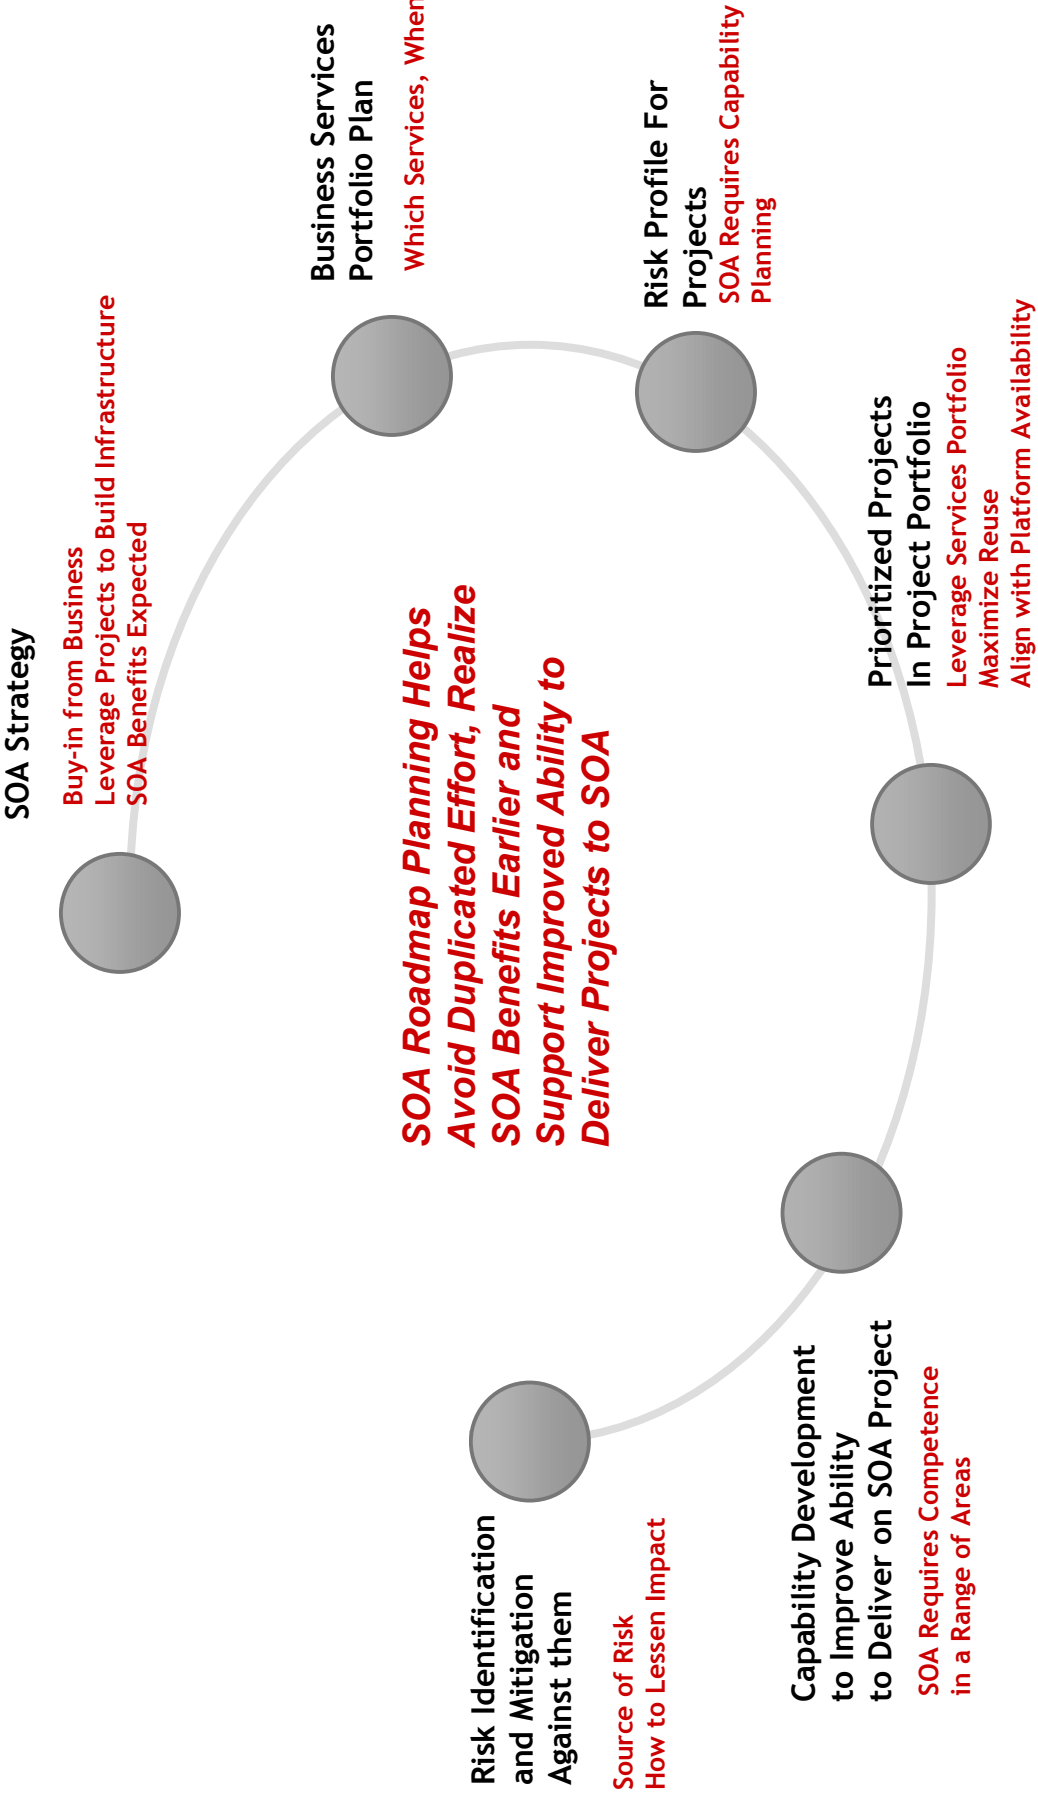 SOA Strategy
Buy-in from Business
Leverage Projects to Build Infrastructure
SOA Benefits Expected
Business Services
Portfolio Plan
Which Services, When
Risk Profile For
Projects
SOA Requires Capability
Planning
Prioritized Projects
In Project Portfolio
Leverage Services Portfolio
Maximize Reuse
Align with Platform Availability
SOA Roadmap Planning Helps
Avoid Duplicated Effort, Realize
SOA Benefits Earlier and
Support Improved Ability to
Deliver Projects to SOA
Capability Development
to Improve Ability
to Deliver on SOA Project
SOA Requires Competence
in a Range of Areas
Risk Identification
and Mitigation
Against them
Source of Risk
How to Lessen Impact